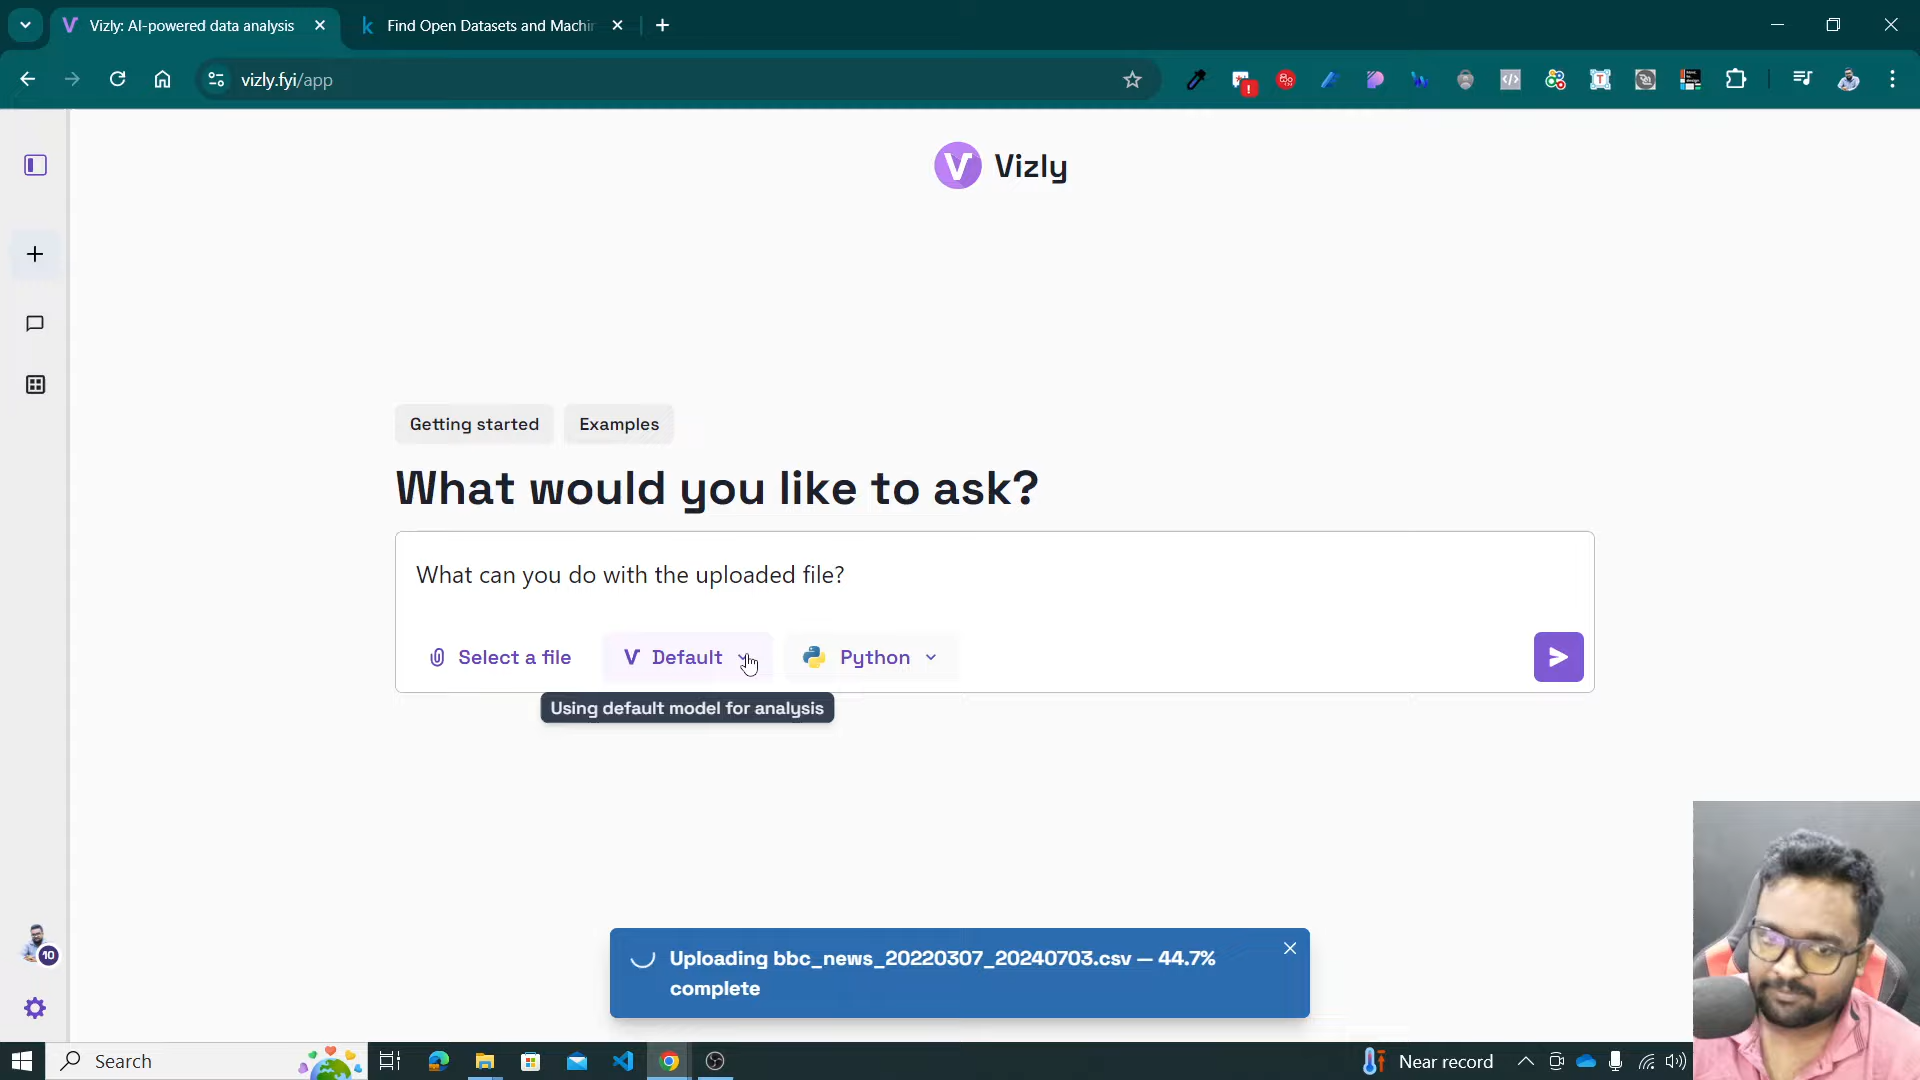 Vizly: AI-powered data analysis
Find Open Datasets and Machin
vizly.fyi/app
Vizly
Getting started
Examples
What would you like to ask?
What can you do with the uploaded file?
Select a file
Default
Python
Using default model for analysis
10
Uploading bbc_news_20220307_20240703.csv — 44.7%
complete
Search
Near record